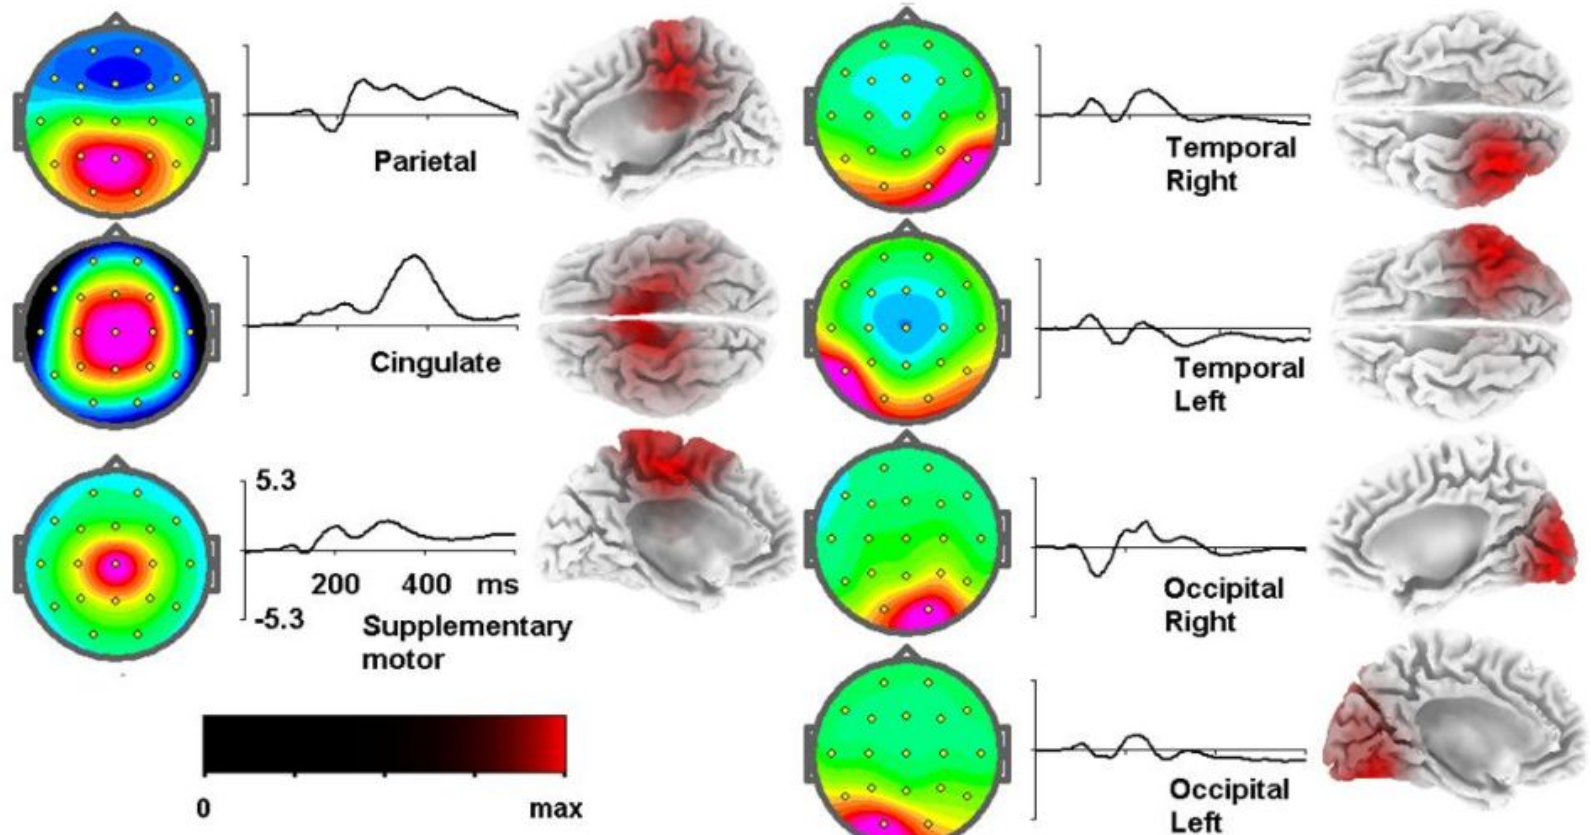 Parietal
Cingulate
5.3
200 400 ms
-5.3
Supplementary
motor
0 max
Temporal
Right
Temporal
Left
Occipital
Right
Occipital
Left